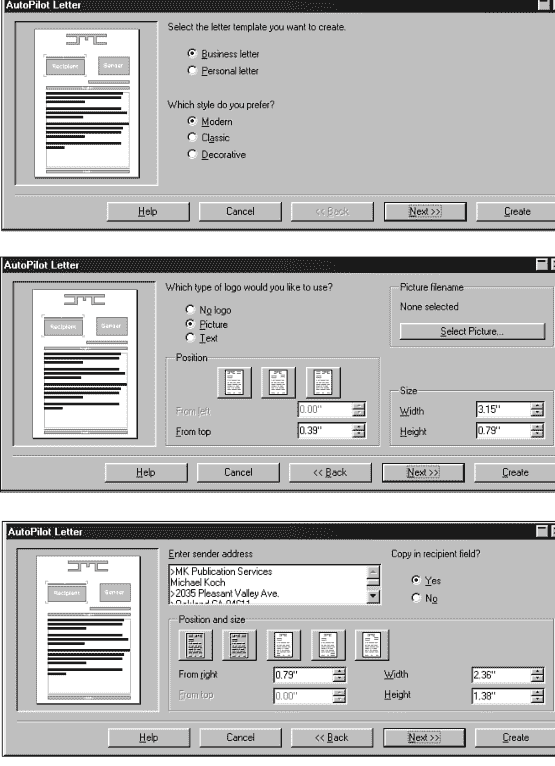 AutoPilot Letter
Select the letter template you want to create.
Business letter
Personal letter
Which style do you prefer?
Modern
Classic
Decorative
Recipient Sender
Help Cancel << Back Next >> Create
AutoPilot Letter
Which type of logo would you like to use?
No logo
Picture
Text
Picture filename
None selected
Select Picture...
Position
From left 0.00"
From top 0.39"
Size
Width 3.15"
Height 0.79"
Recipient Sender
Help Cancel << Back Next >> Create
AutoPilot Letter
Enter sender address
>MK Publication Services
Michael Koch
>2035 Pleasant Valley Ave.
Copy in recipient field?
Yes
No
Position and size
From right 0.79" Width 2.36"
From top 0.00" Height 1.38"
Recipient Sender
Help Cancel << Back Next >> Create